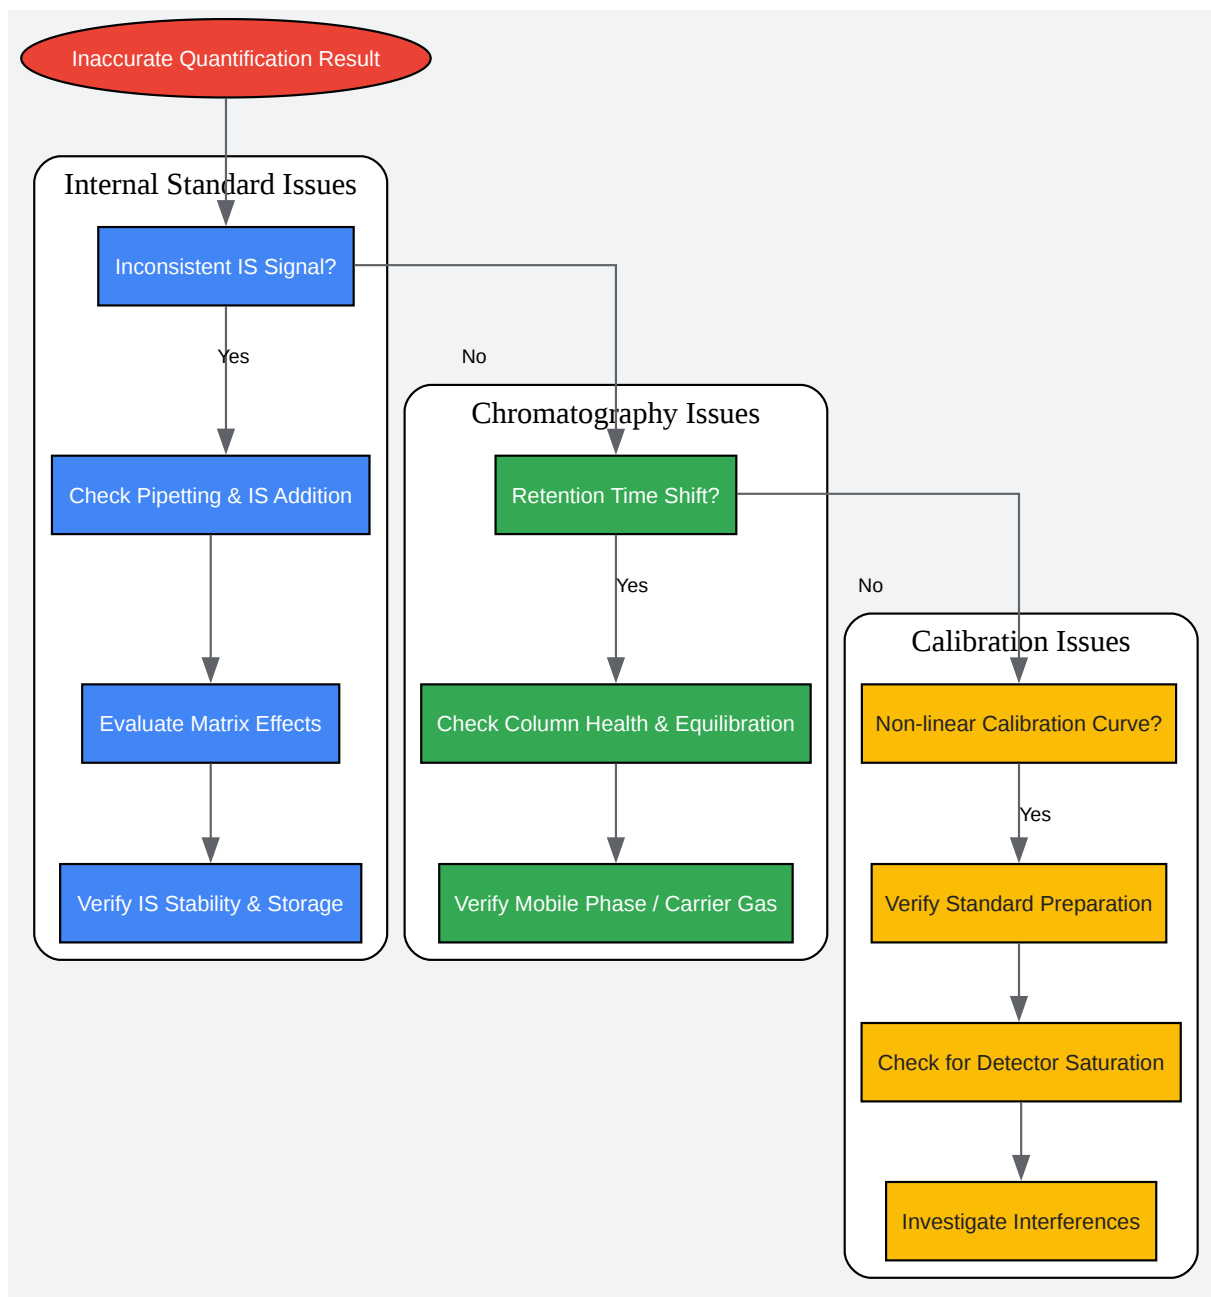 Inaccurate Quantification Result
Internal Standard Issues
Inconsistent IS Signal?
Yes
No
Check Pipetting & IS Addition
Evaluate Matrix Effects
Verify IS Stability & Storage
Chromatography Issues
Retention Time Shift?
Yes
No
Check Column Health & Equilibration
Verify Mobile Phase / Carrier Gas
Calibration Issues
Non-linear Calibration Curve?
Yes
Verify Standard Preparation
Check for Detector Saturation
Investigate Interferences